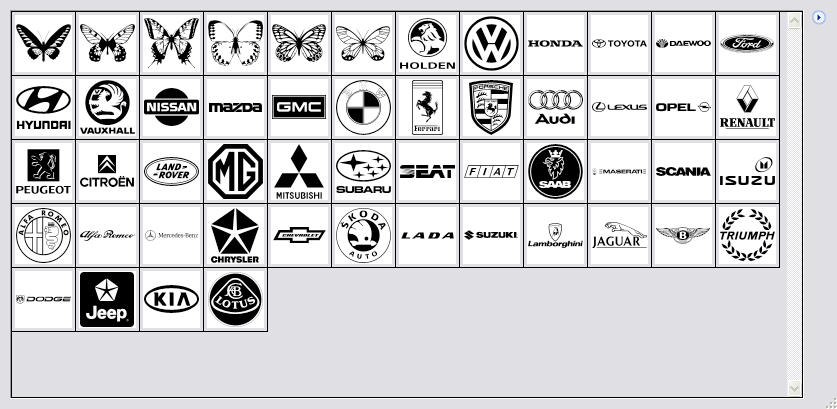 HOLDEN
HONDA
TOYOTA
DAEWOO
Ford
HYUNDAI
VAUXHALL
NISSAN
mazda
GMC
Ferrari
PORSCHE
Audi
LEXUS
OPEL
RENAULT
PEUGEOT
CITROËN
LAND-
-ROVER
MG
MITSUBISHI
SUBARU
SEAT
FIAT
SAAB
MASERATI
SCANIA
ISUZU
ALFA ROMEO
Alfa Romeo
Mercedes-Benz
CHRYSLER
CHEVROLET
SKODA
AUTO
LADA
SUZUKI
Lamborghini
JAGUAR
B
TRIUMPH
DODGE
Jeep
KIA
LOTUS